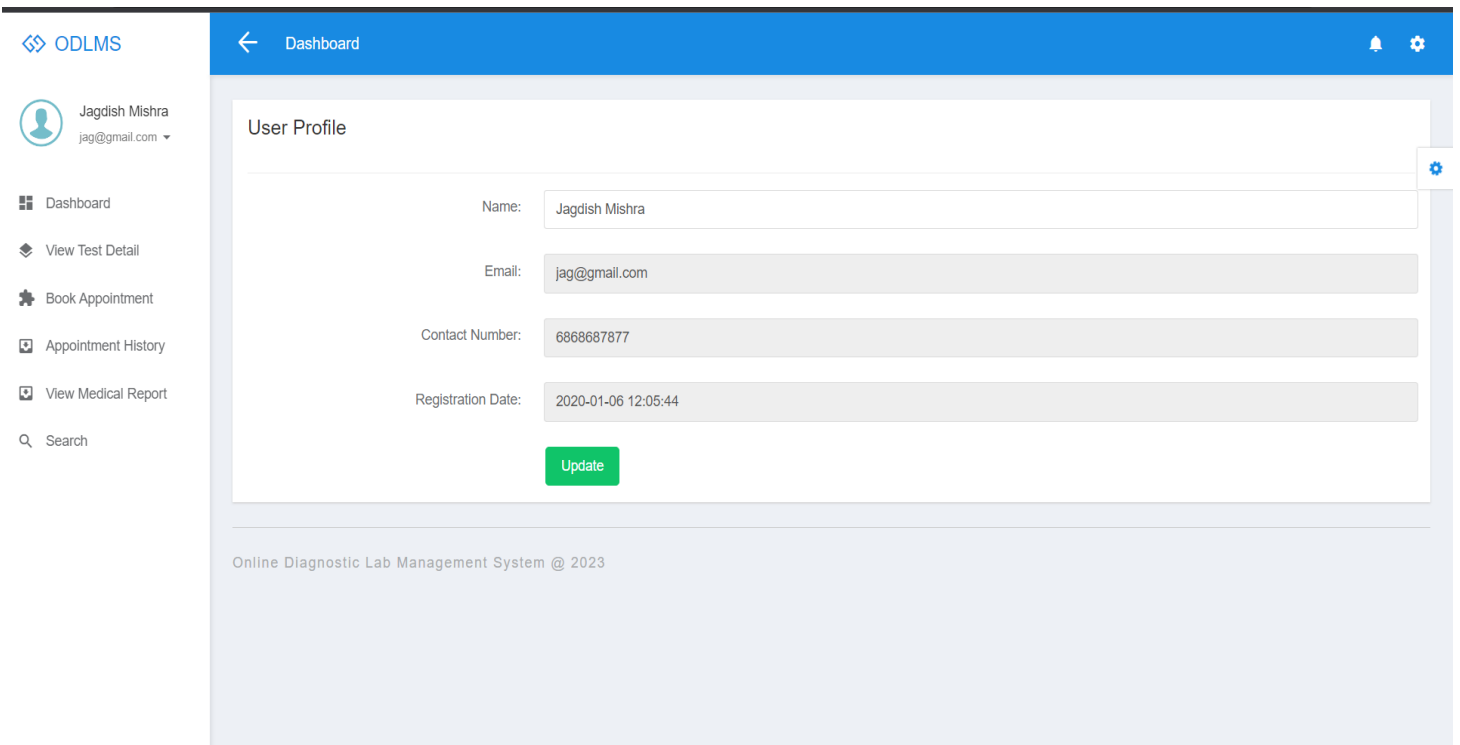 ODLMS
Dashboard
Jagdish Mishra
jag@gmail.com
Dashboard
View Test Detail
Book Appointment
Appointment History
View Medical Report
Search
User Profile
Name: Jagdish Mishra
Email: jag@gmail.com
Contact Number: 6868687877
Registration Date: 2020-01-06 12:05:44
Update
Online Diagnostic Lab Management System @ 2023